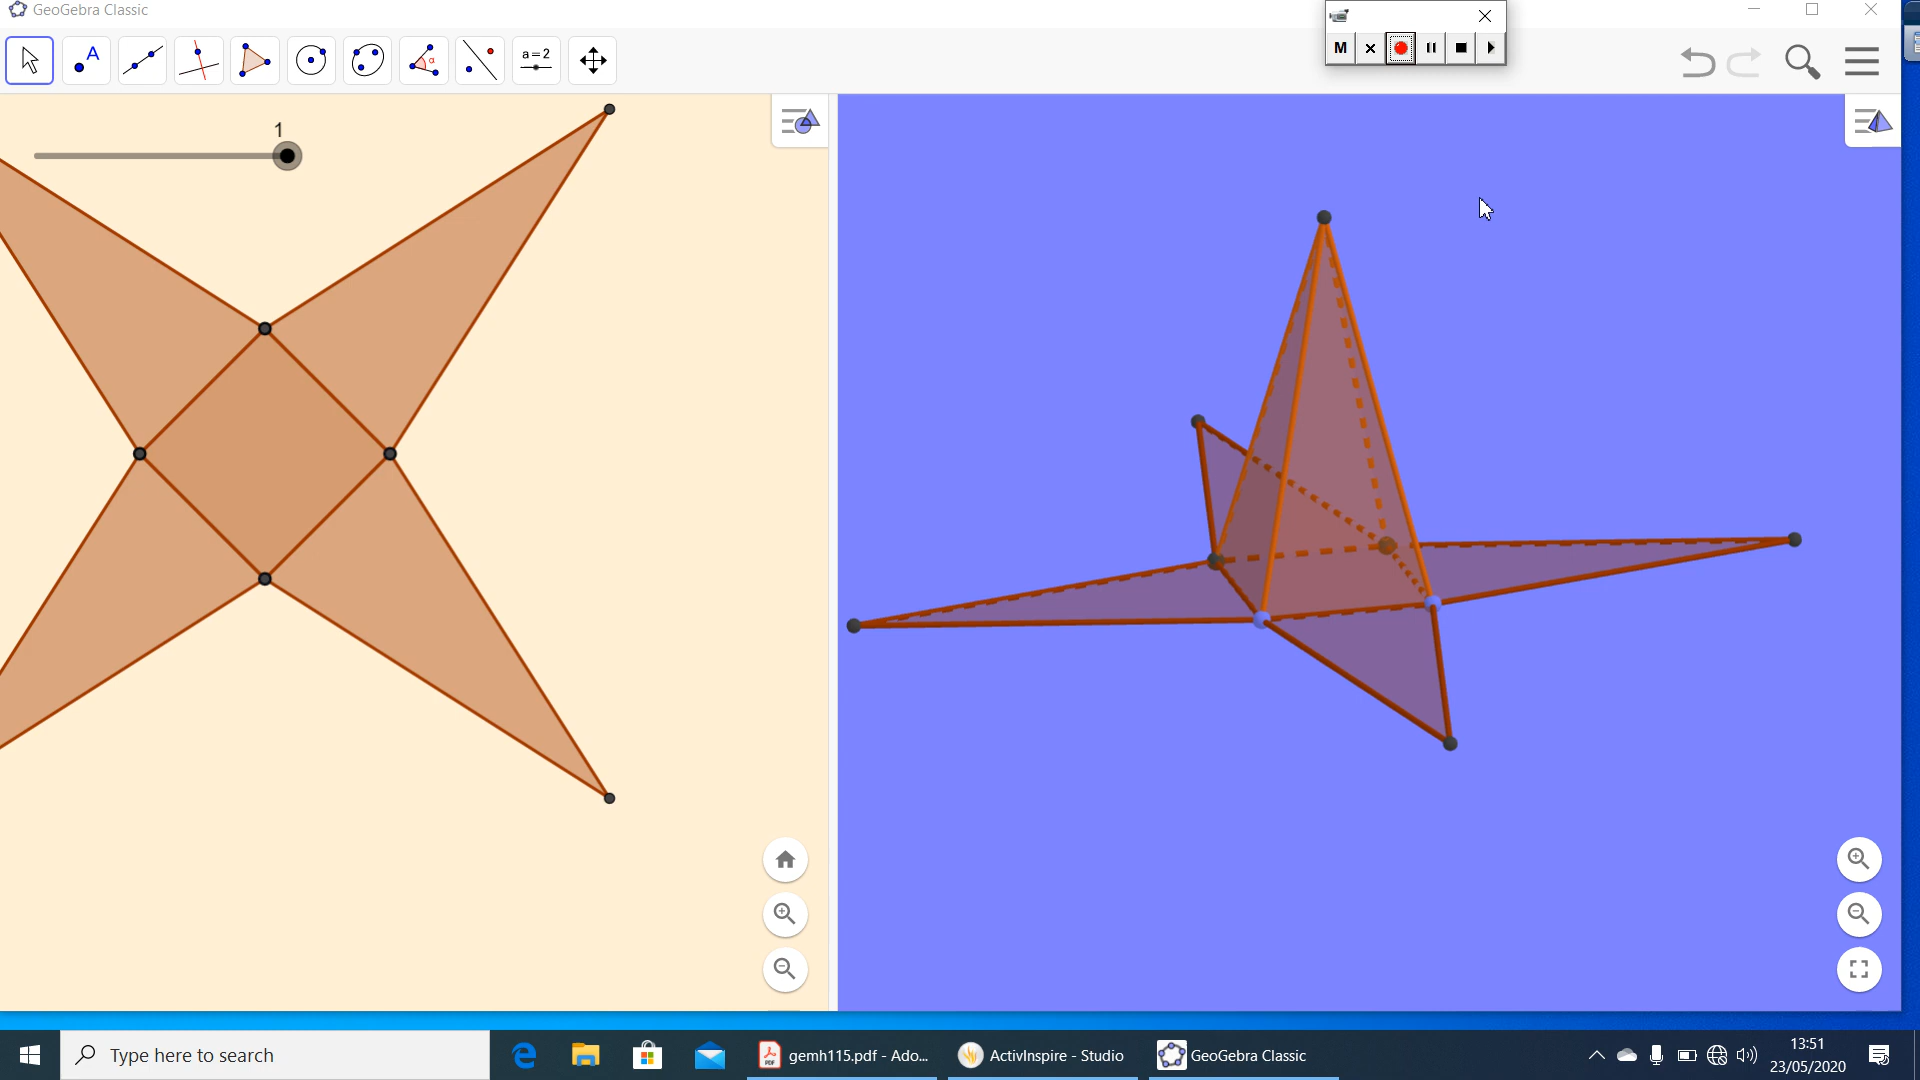 GeoGebra Classic
M
A
α
a=2
1
Type here to search
gemh115.pdf - Ado...
ActivInspire - Studio
GeoGebra Classic
13:51
23/05/2020